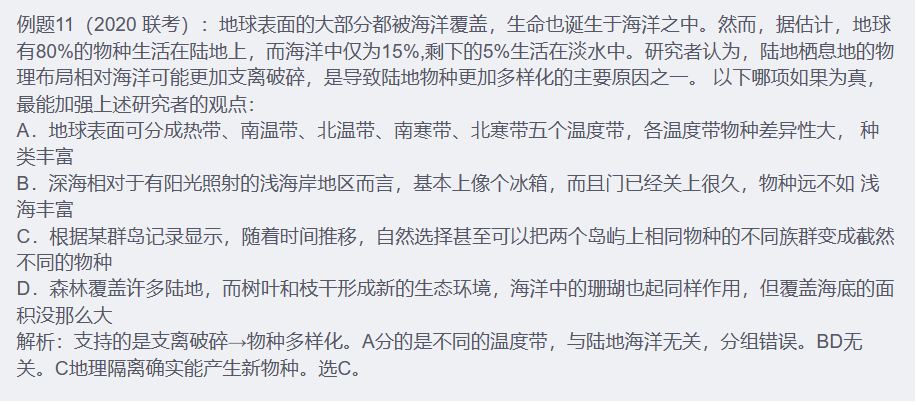 例题11（2020 联考）：地球表面的大部分都被海洋覆盖，生命也诞生于海洋之中。然而，据估计，地球
有80%的物种生活在陆地上，而海洋中仅为15%,剩下的5%生活在淡水中。研究者认为，陆地栖息地的物
理布局相对海洋可能更加支离破碎，是导致陆地物种更加多样化的主要原因之一。 以下哪项如果为真，
最能加强上述研究者的观点：
A．地球表面可分成热带、南温带、北温带、南寒带、北寒带五个温度带，各温度带物种差异性大， 种
类丰富
B．深海相对于有阳光照射的浅海岸地区而言，基本上像个冰箱，而且门已经关上很久，物种远不如 浅
海丰富
C．根据某群岛记录显示，随着时间推移，自然选择甚至可以把两个岛屿上相同物种的不同族群变成截然
不同的物种
D．森林覆盖许多陆地，而树叶和枝干形成新的生态环境，海洋中的珊瑚也起同样作用，但覆盖海底的面
积没那么大
解析：支持的是支离破碎→物种多样化。A分的是不同的温度带，与陆地海洋无关，分组错误。BD无
关。C地理隔离确实能产生新物种。选C。